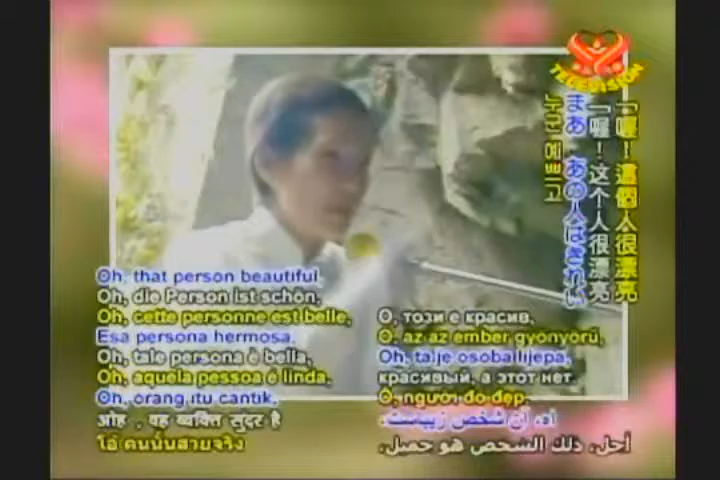 TELEVISION
「喔!這個人很漂亮
「喔!这个人很漂亮
まあ あの人はきれい
누군 예쁘고
Oh, that person beautiful,
Oh, die Person ist schön,
Oh, cette personne est belle,
Esa persona hermosa,
Oh, tale persona è bella,
Oh, aquela pessoa é linda,
Oh, orang itu cantik,
ओह , वह व्यक्ति सुंदर है
โอ้ คนนั้นสวยจริง
О, този е красив,
Ó, az az ember gyönyörű,
Oh, ta je osoba lijepa,
красивый, а этот нет.
Ồ, người đó đẹp
آه، آن شخص زیباست،
أجل، ذلك الشخص هو جميل،